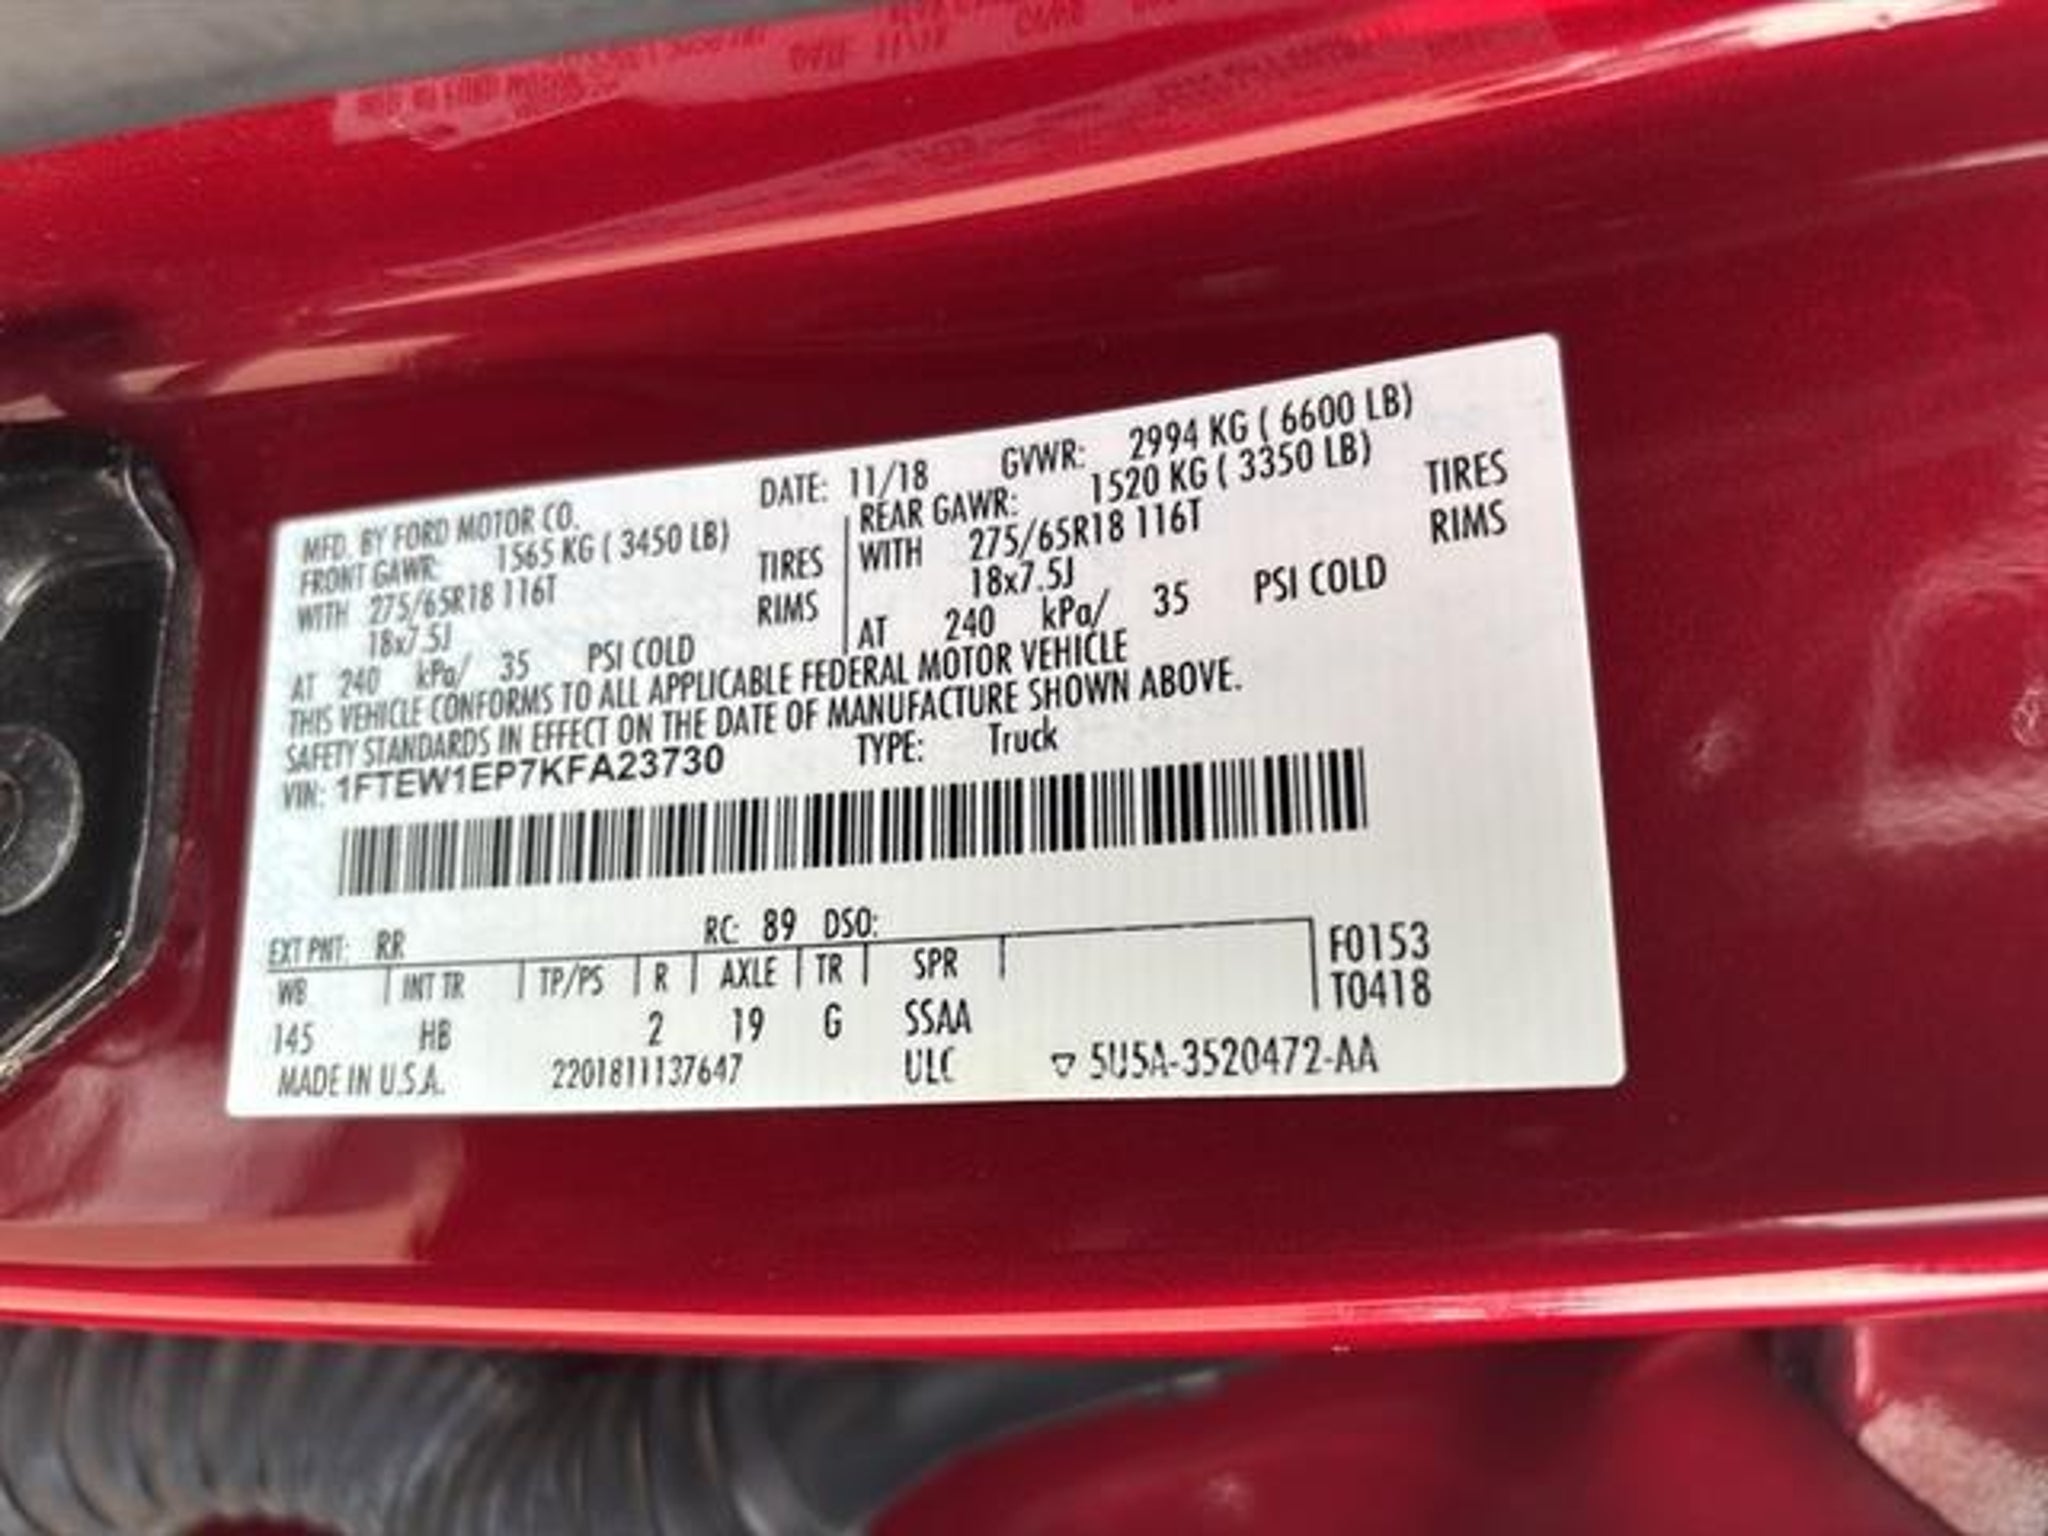 MFD. BY FORD MOTOR CO. DATE: 11/18 GVWR: 2994 KG ( 6600 LB)
FRONT GAWR: 1565 KG ( 3450 LB) REAR GAWR: 1520 KG ( 3350 LB)
WITH 275/65R18 116T TIRES WITH 275/65R18 116T TIRES
18x7.5J RIMS 18x7.5J RIMS
AT 240 kPa/ 35 PSI COLD AT 240 kPa/ 35 PSI COLD
THIS VEHICLE CONFORMS TO ALL APPLICABLE FEDERAL MOTOR VEHICLE
SAFETY STANDARDS IN EFFECT ON THE DATE OF MANUFACTURE SHOWN ABOVE.
VIN: 1FTEW1EP7KFA23730 TYPE: Truck
EXT PNT: RR RC: 89 DSO: F0153
WB INT TR TP/PS R AXLE TR SPR T0418
145 HB 2 19 G SSAA
MADE IN U.S.A. 2201811137647 ULC ▽ 5U5A-3520472-AA